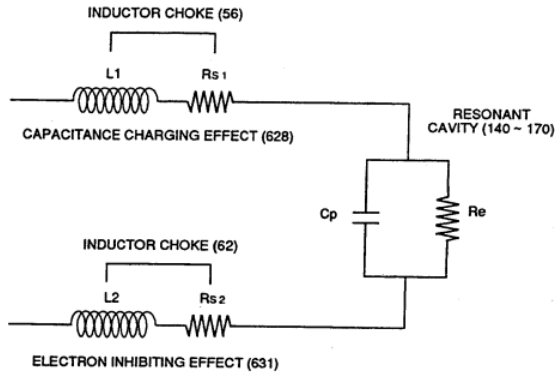 INDUCTOR CHOKE (56)
L1 Rs1
CAPACITANCE CHARGING EFFECT (628)
RESONANT
CAVITY (140 ~ 170)
Cp Re
INDUCTOR CHOKE (62)
L2 Rs2
ELECTRON INHIBITING EFFECT (631)